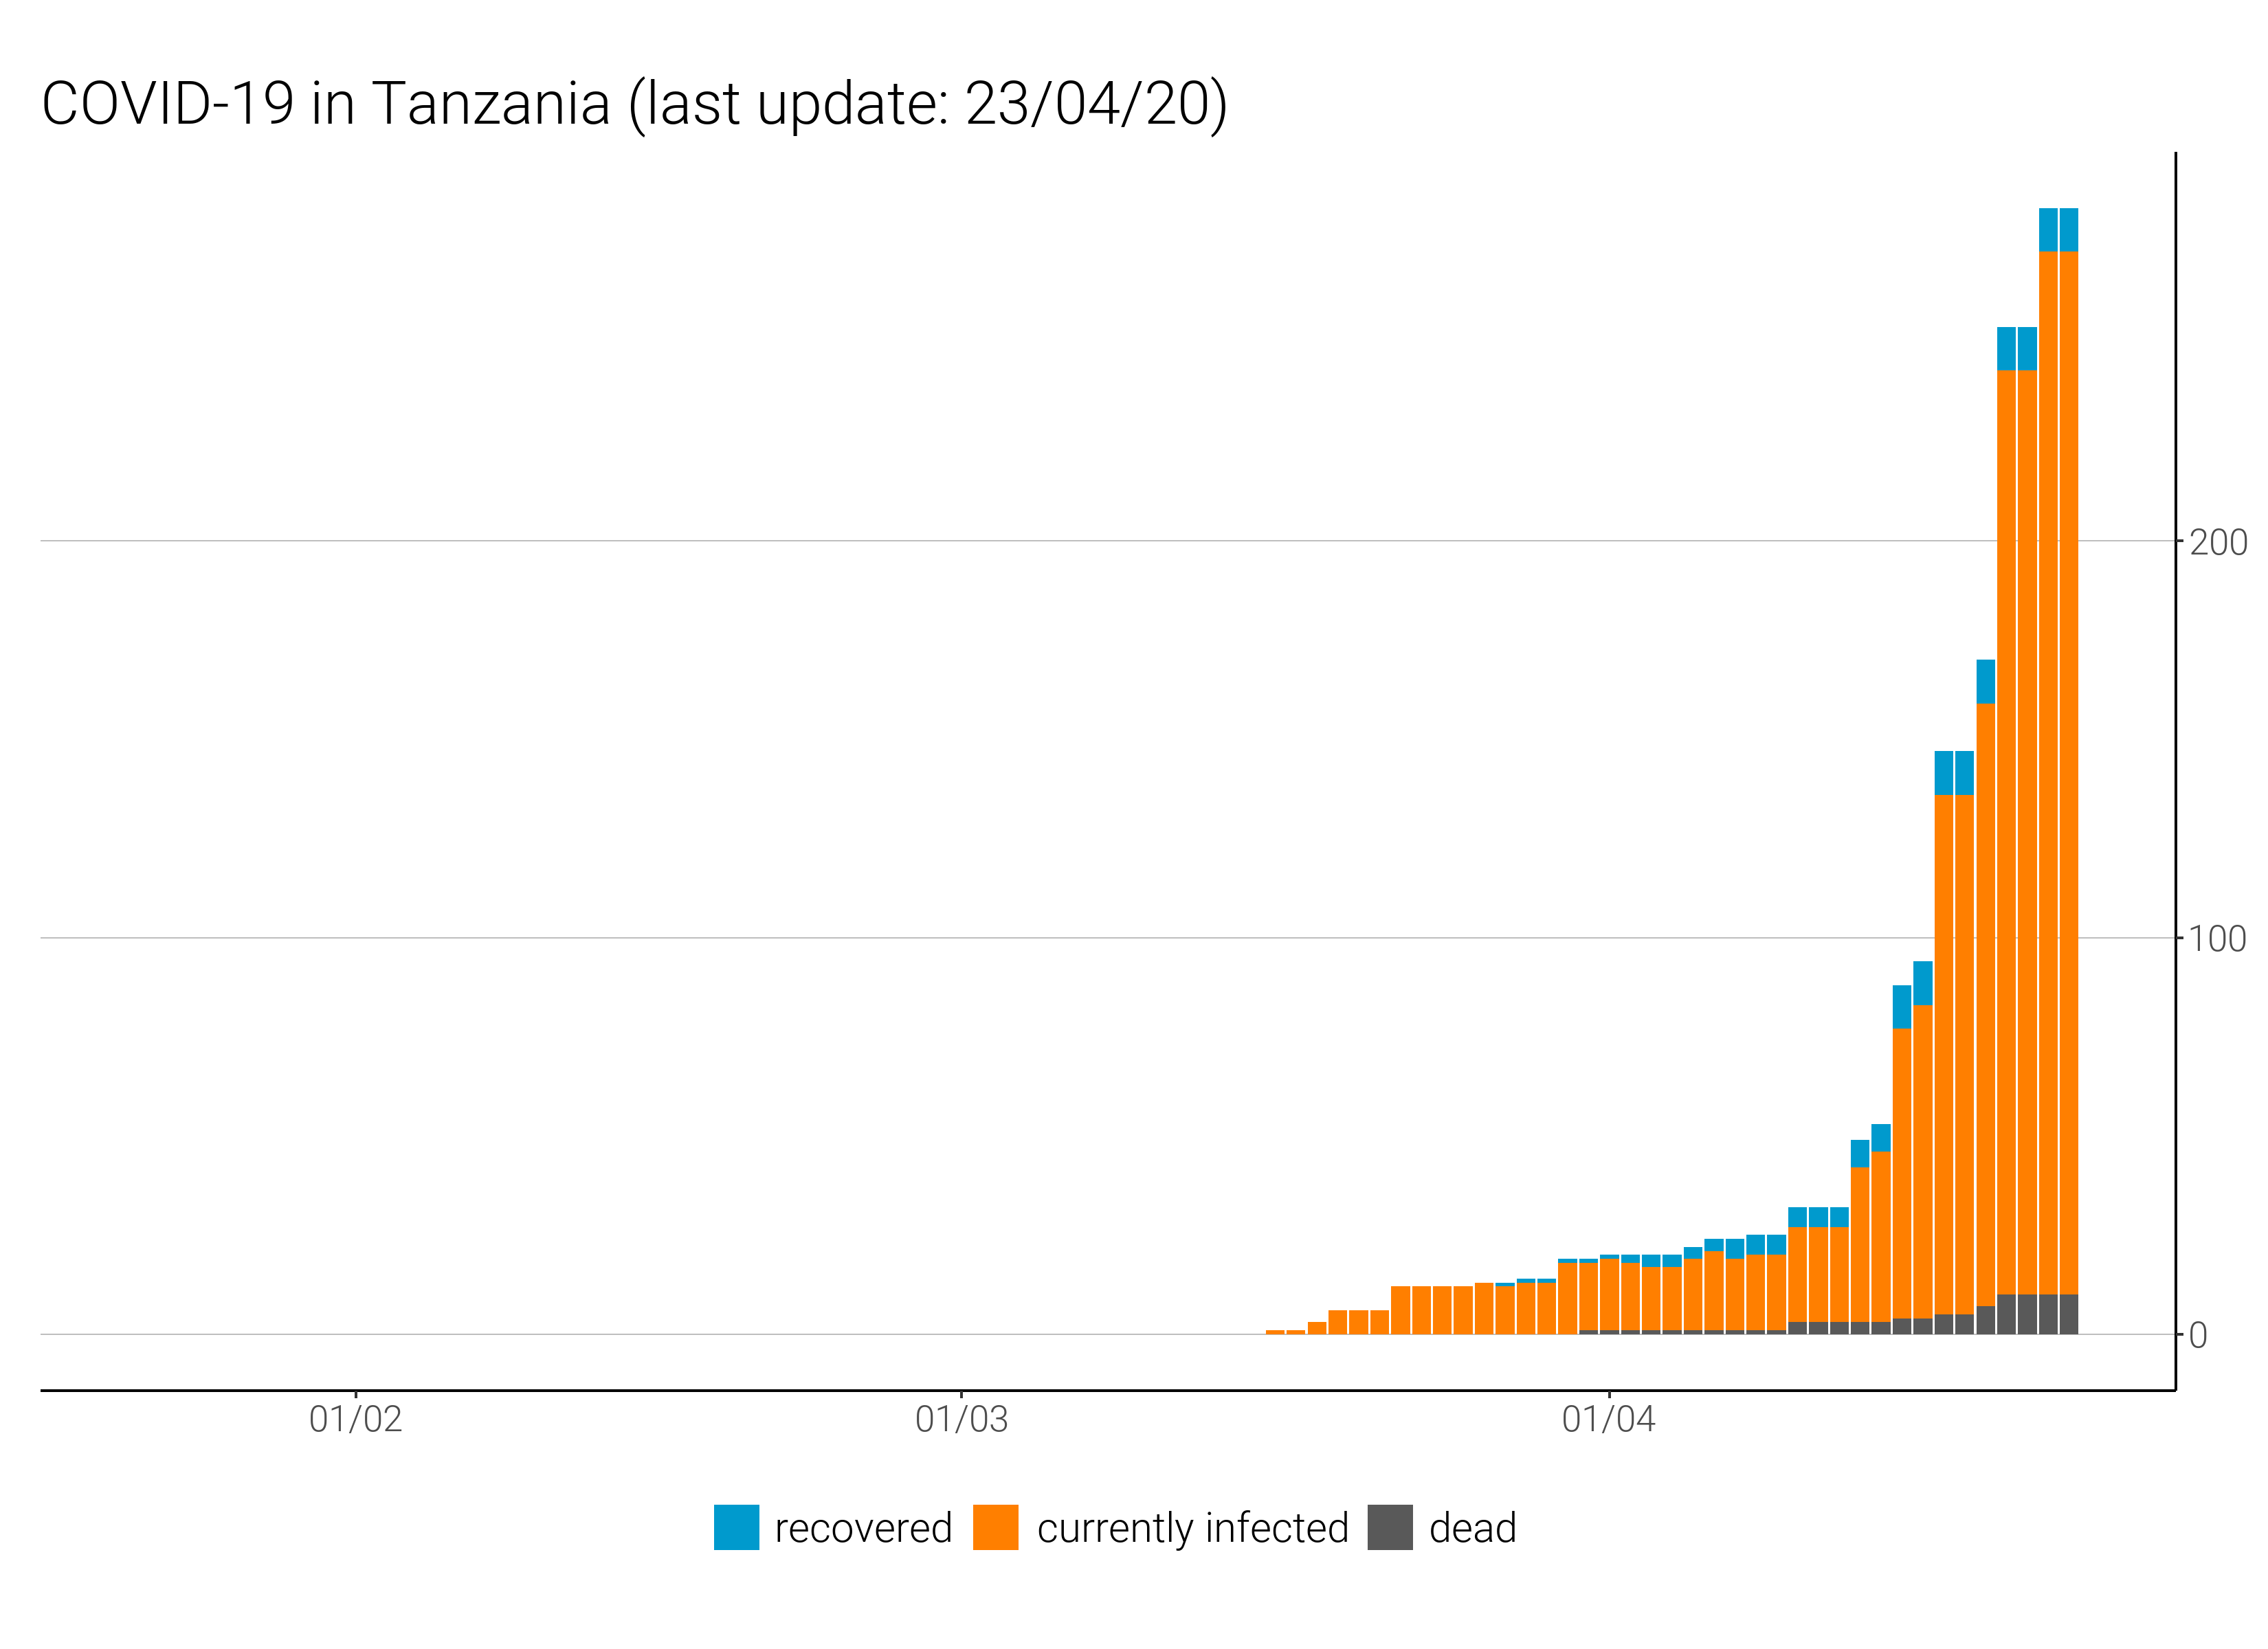 COVID-19 in Tanzania (last update: 23/04/20)
200
100
0
01/02 01/03 01/04
recovered currently infected dead